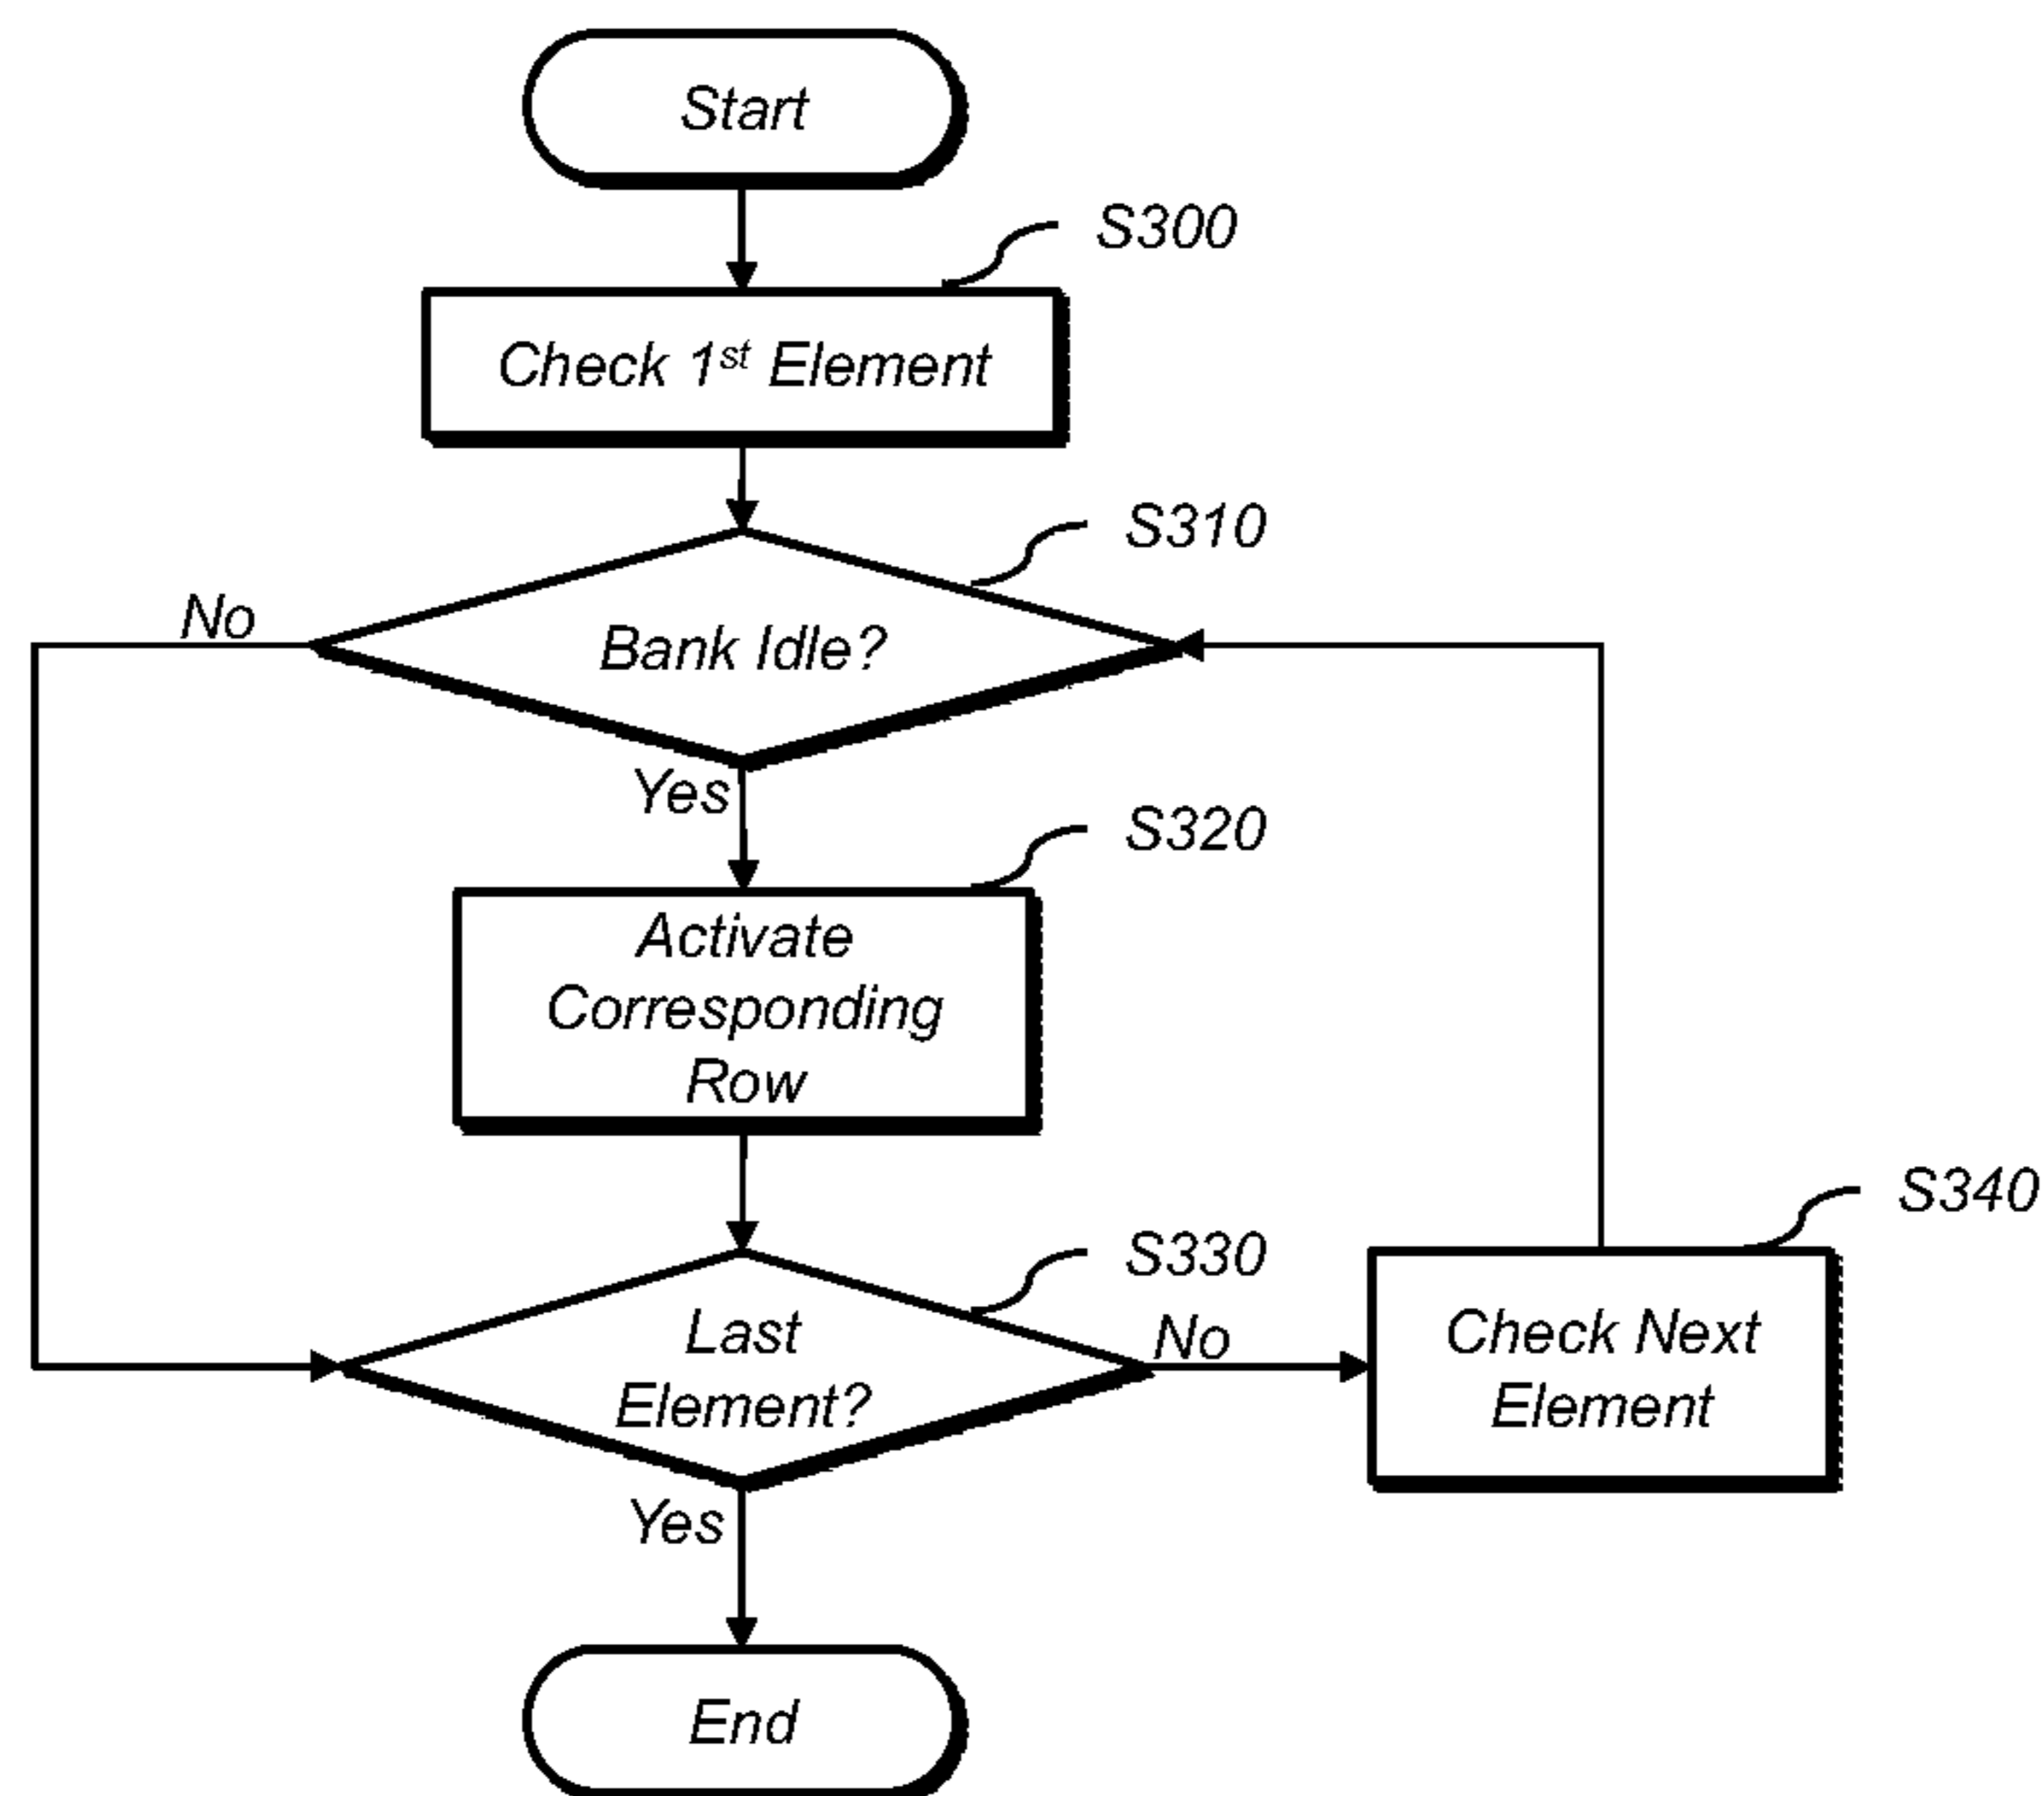 Start
S300
Check 1st Element
S310
No
Bank Idle?
Yes
S320
Activate
Corresponding
Row
S340
S330
Last
Element?
No
Check Next
Element
Yes
End